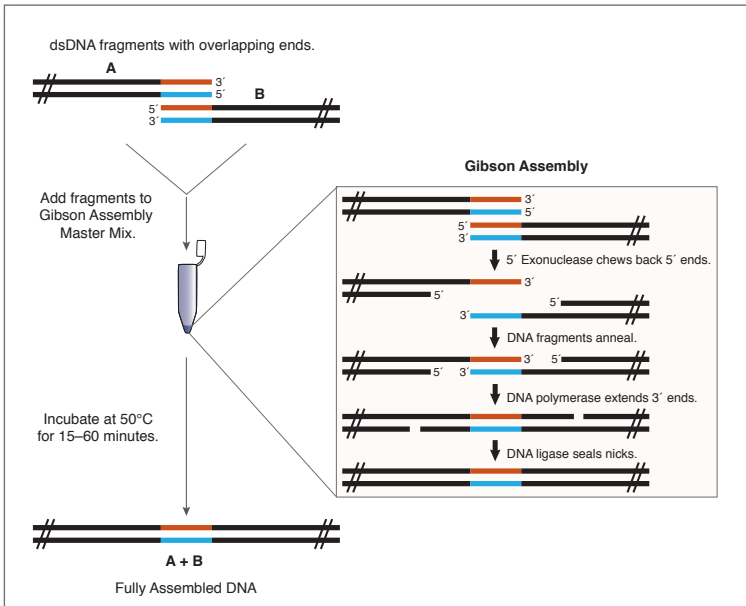 dsDNA fragments with overlapping ends.
A
3´
5´
B
5´
3´
Add fragments to
Gibson Assembly
Master Mix.
Incubate at 50°C
for 15–60 minutes.
A + B
Fully Assembled DNA
Gibson Assembly
3´
5´
5´
3´
5´ Exonuclease chews back 5´ ends.
3´
5´
5´
3´
DNA fragments anneal.
3´ 5´
5´ 3´
DNA polymerase extends 3´ ends.
DNA ligase seals nicks.